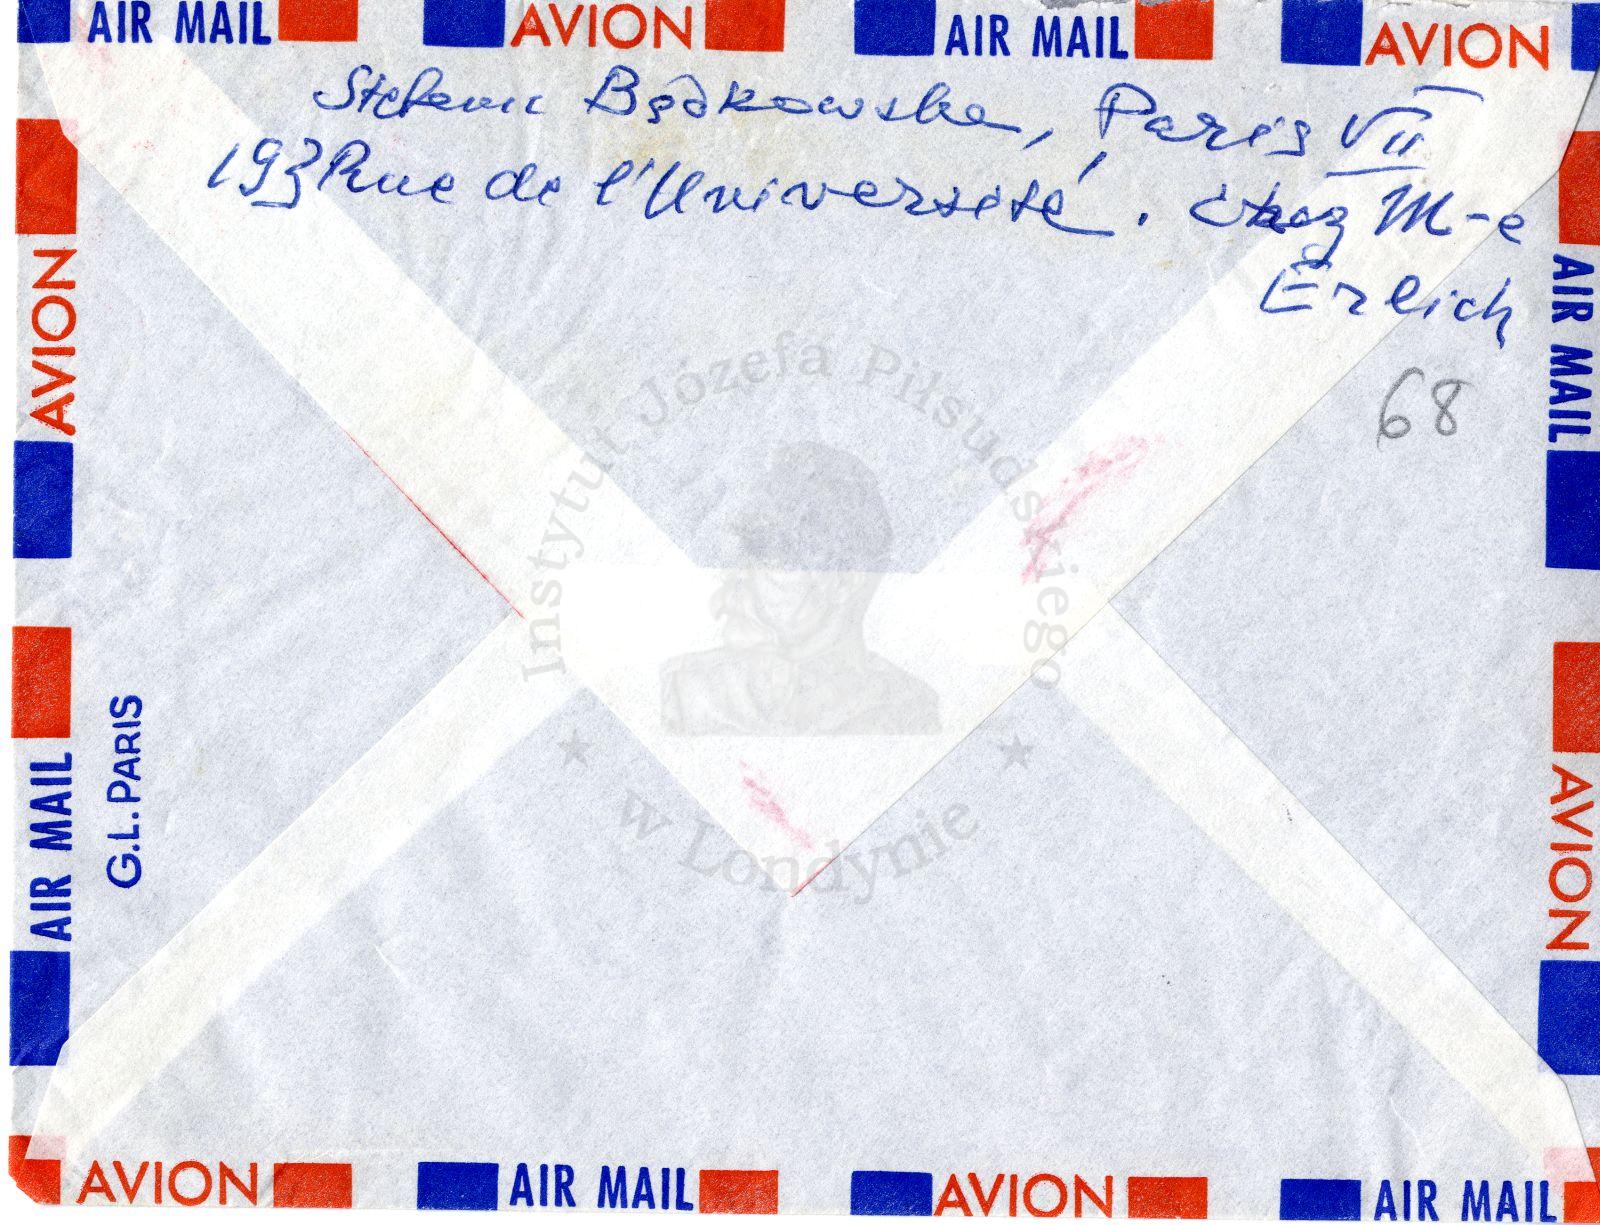 AIR MAIL AVION AIR MAIL AVION
Stefania Bądkowska, Paris VII
193 Rue de l'Université. chez M-e
Erlich
68
AVION
AIR MAIL
G.L. PARIS
AIR MAIL
AVION
Instytut Józefa Piłsudskiego
w Londynie
AVION AIR MAIL AVION AIR MAIL